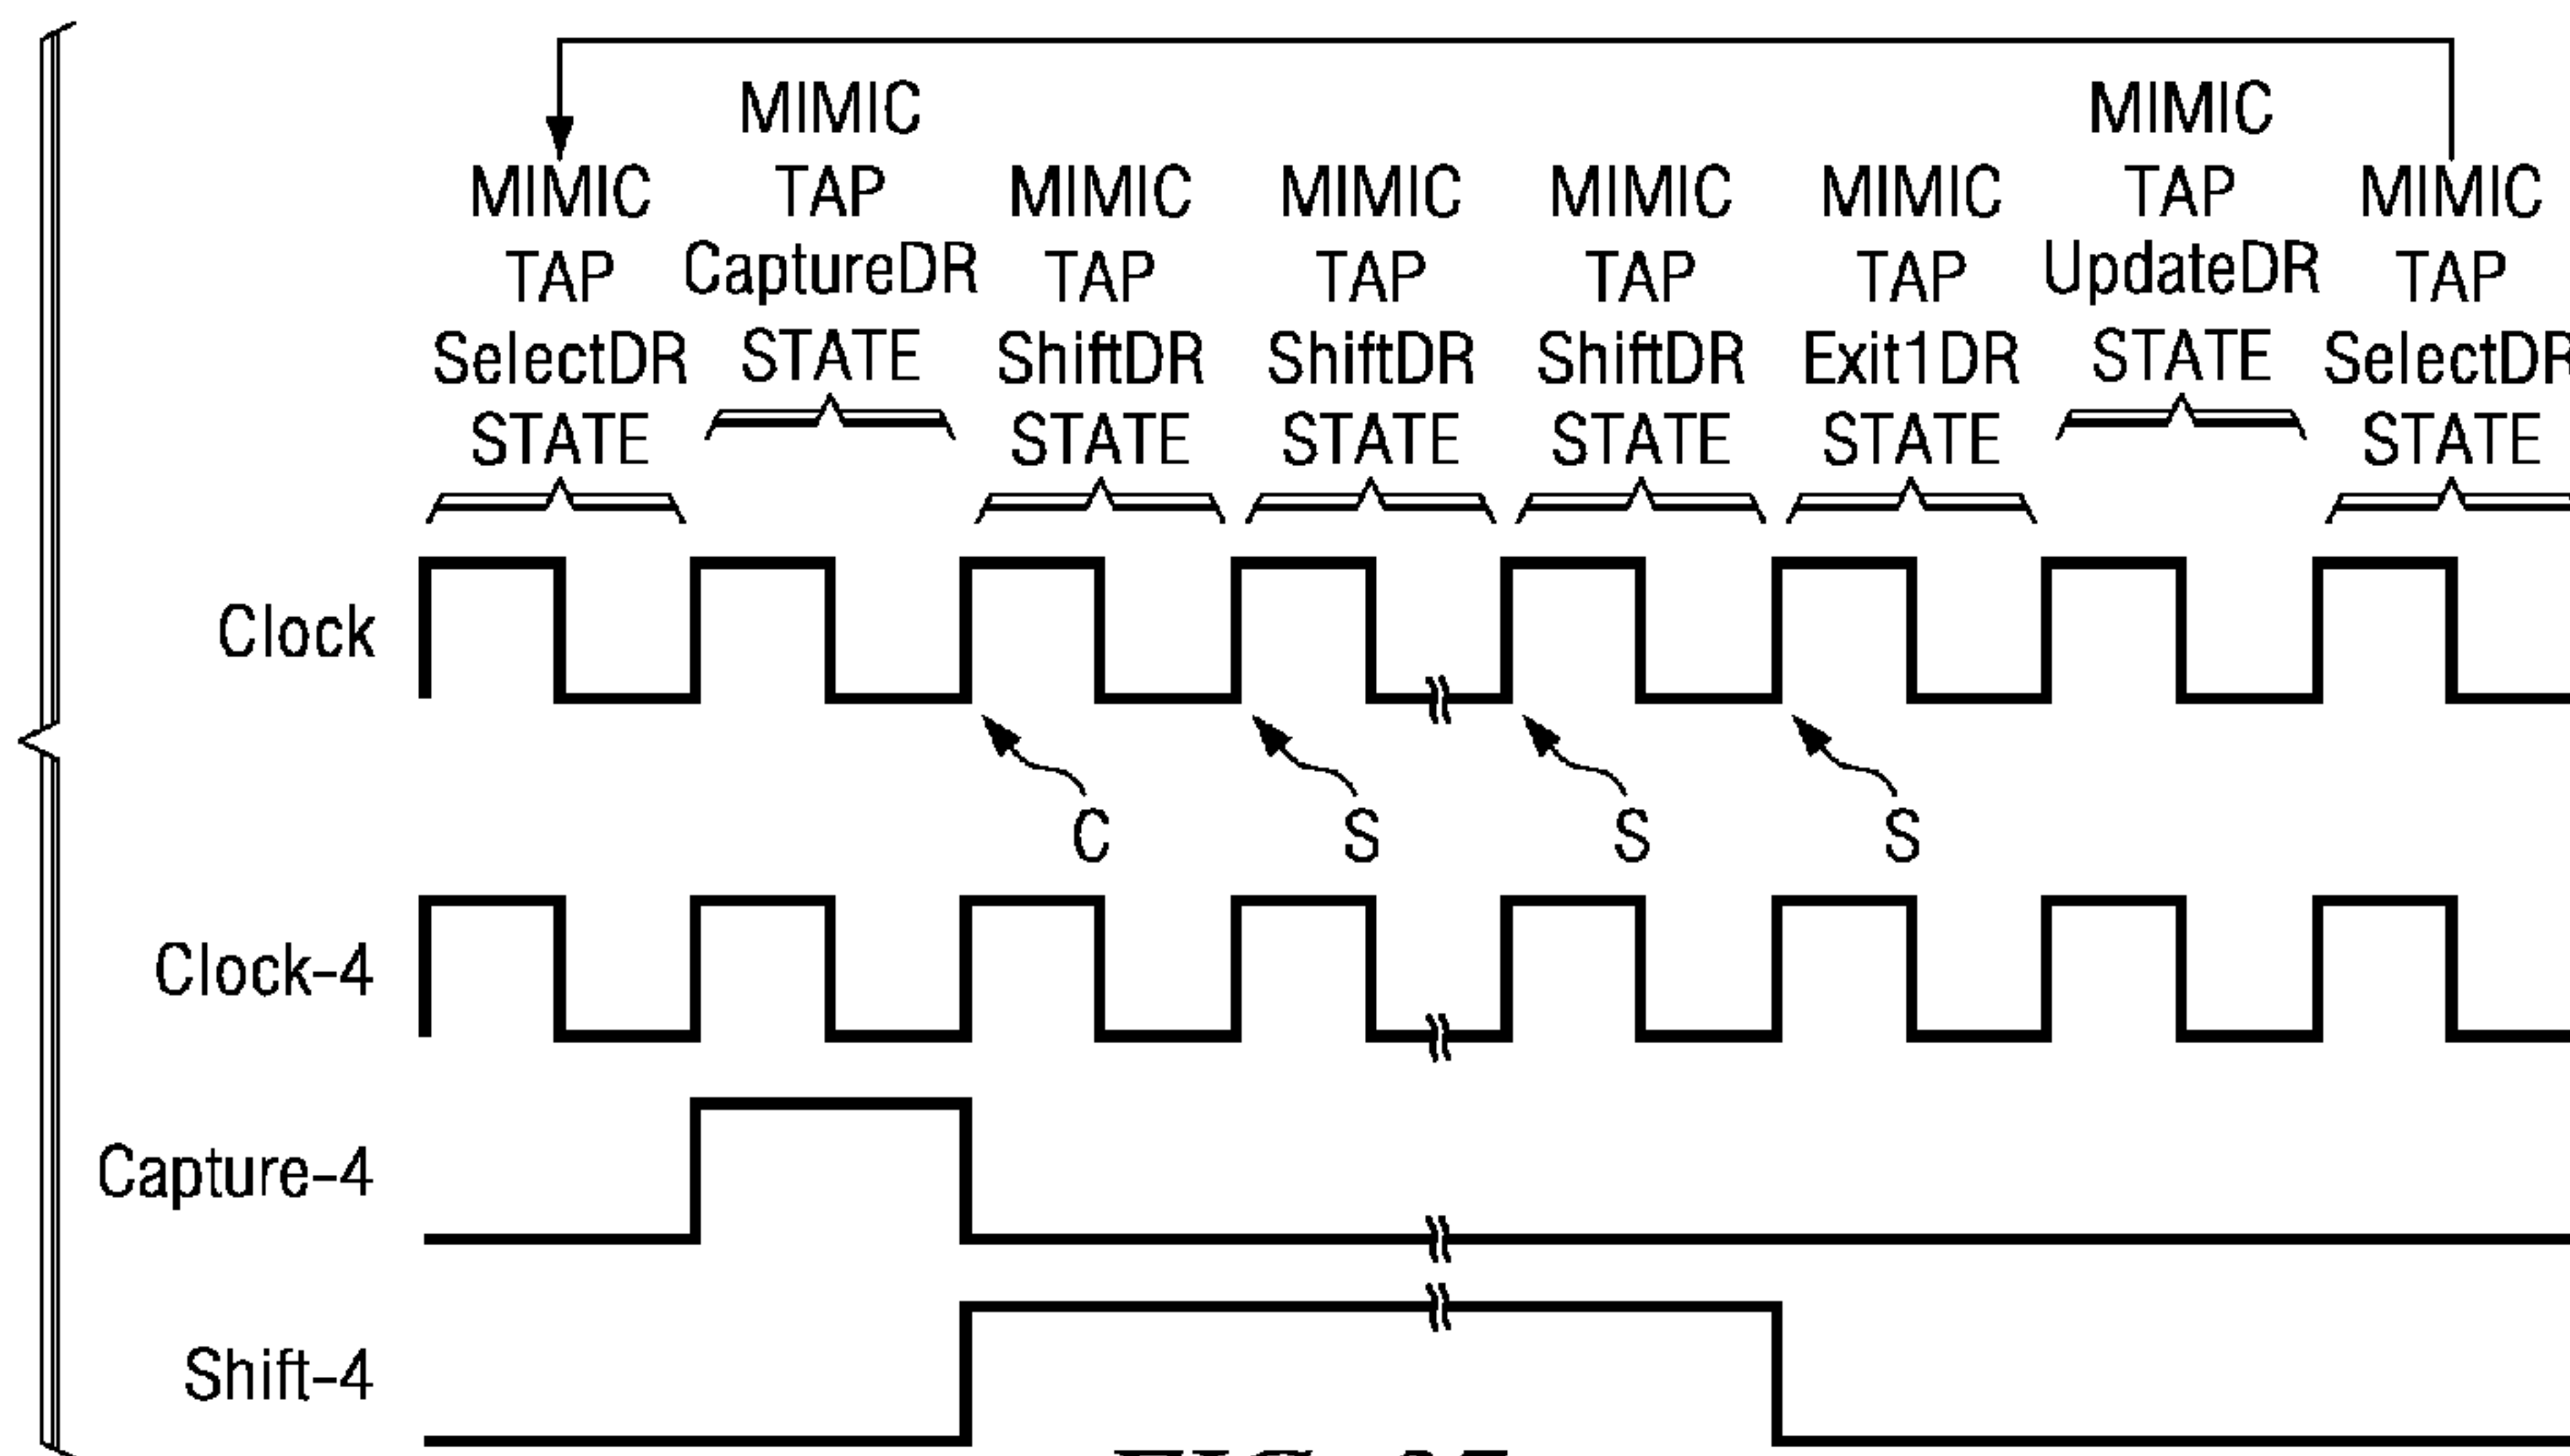 MIMIC
TAP
SelectDR
STATE
MIMIC
TAP
CaptureDR
STATE
MIMIC
TAP
ShiftDR
STATE
MIMIC
TAP
ShiftDR
STATE
MIMIC
TAP
ShiftDR
STATE
MIMIC
TAP
Exit1DR
STATE
MIMIC
TAP
UpdateDR
STATE
MIMIC
TAP
SelectDR
STATE
Clock
C
S
S
S
Clock-4
Capture-4
Shift-4